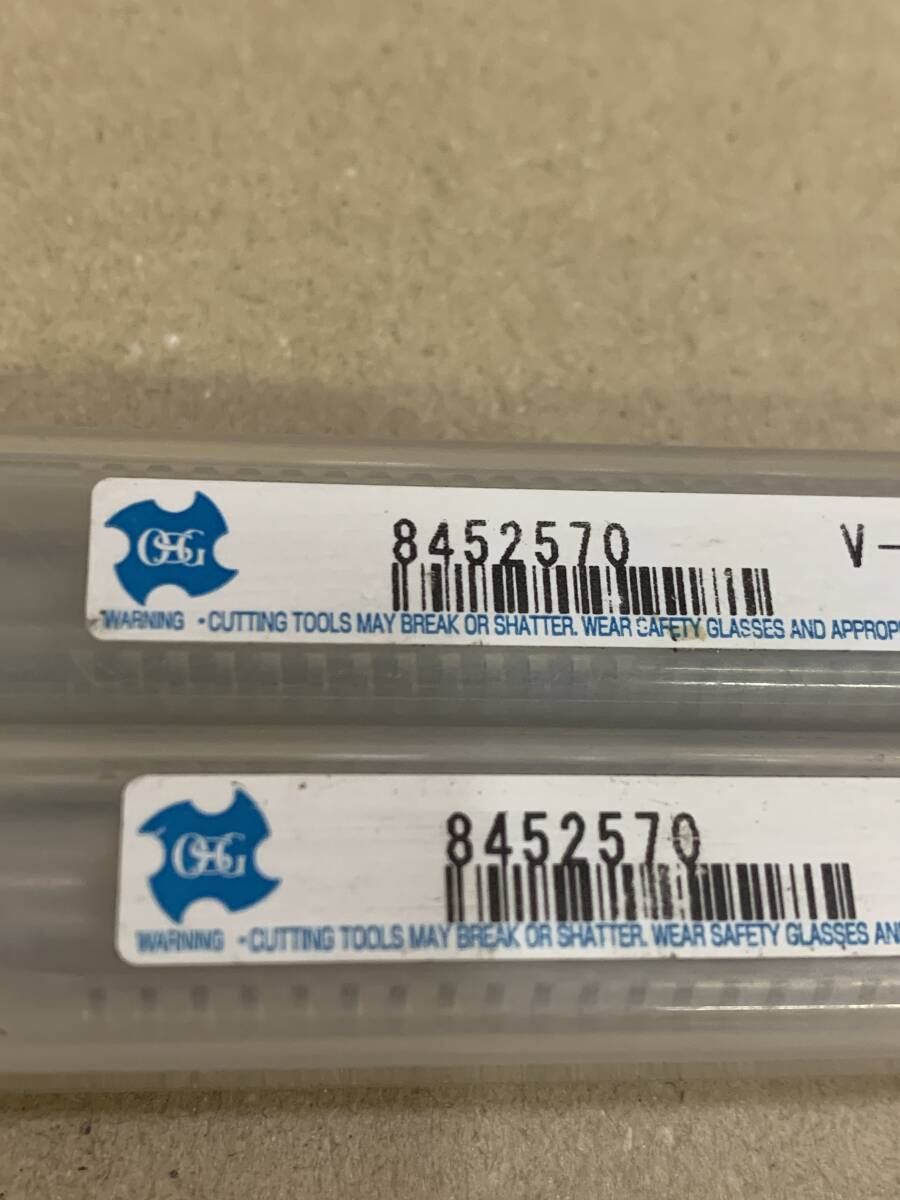 OSG
8452570 V-
WARNING •CUTTING TOOLS MAY BREAK OR SHATTER. WEAR SAFETY GLASSES AND APPROP
OSG
8452570
WARNING •CUTTING TOOLS MAY BREAK OR SHATTER. WEAR SAFETY GLASSES AN